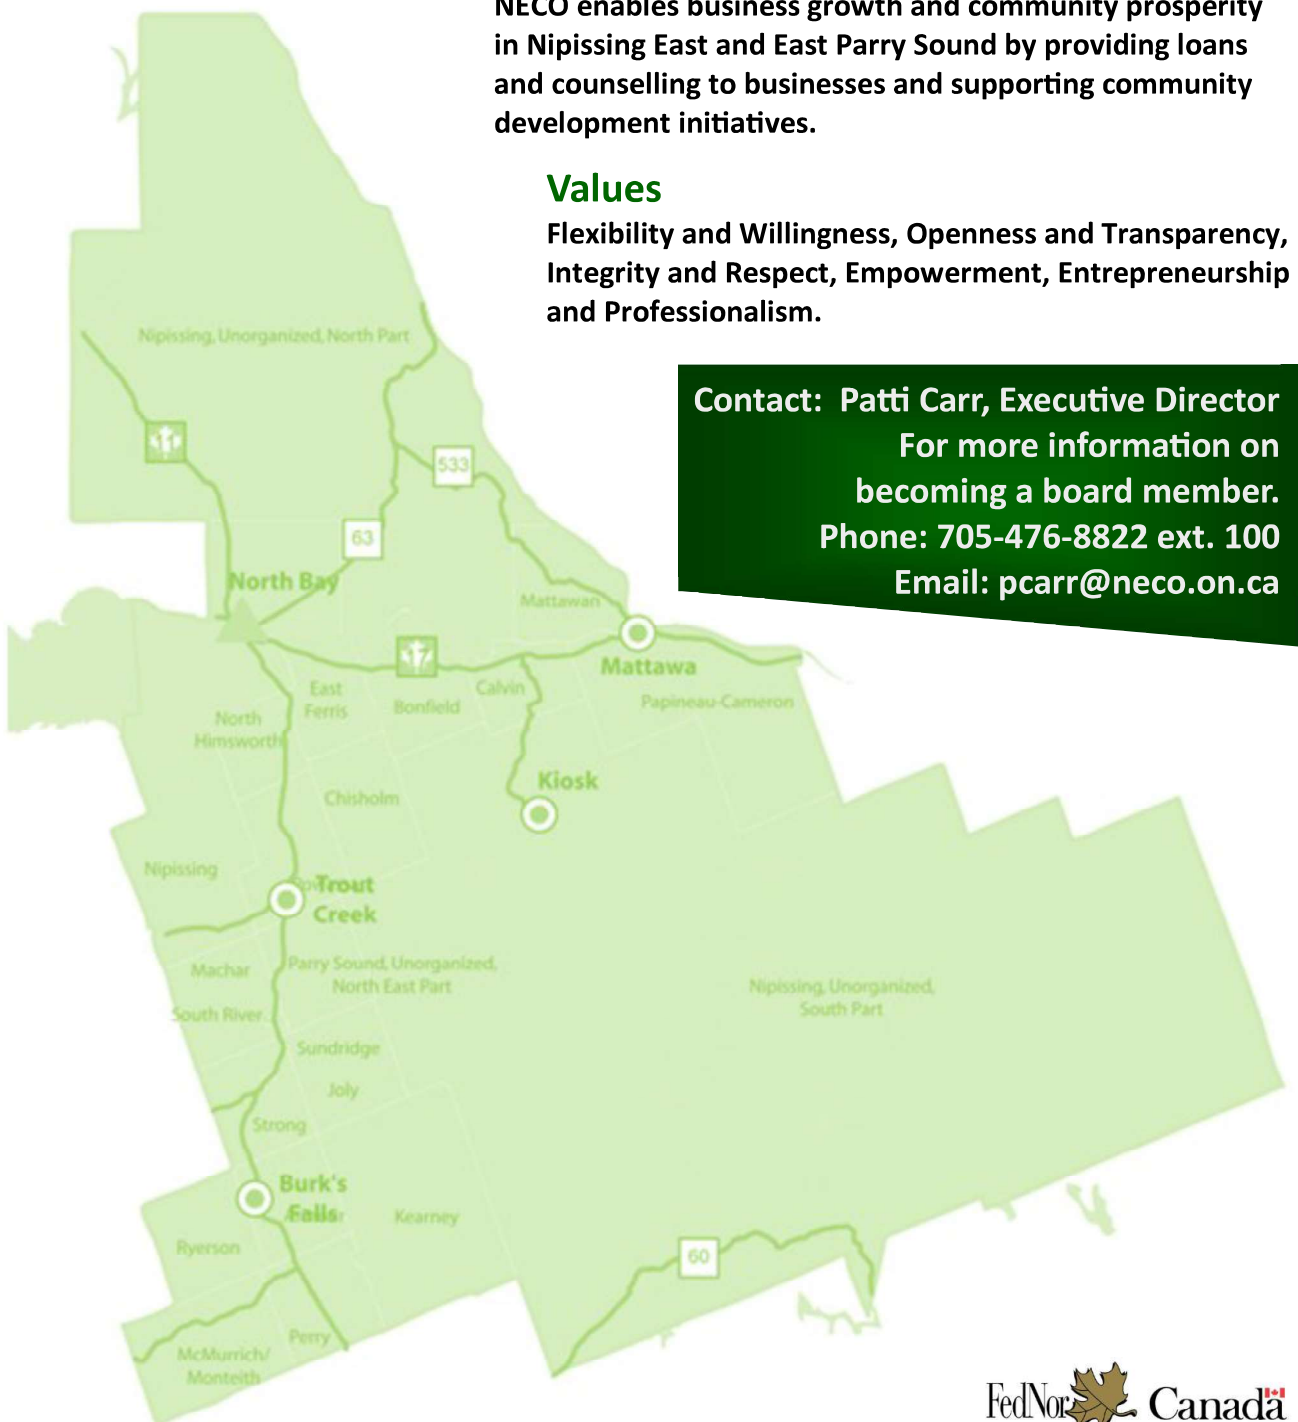 NECO enables business growth and community prosperity
in Nipissing East and East Parry Sound by providing loans
and counselling to businesses and supporting community
development initiatives.
Values
Flexibility and Willingness, Openness and Transparency,
Integrity and Respect, Empowerment, Entrepreneurship
and Professionalism.
Contact: Patti Carr, Executive Director
For more information on
becoming a board member.
Phone: 705-476-8822 ext. 100
Email: pcarr@neco.on.ca
Nipissing, Unorganized, North Part
11
533
63
North Bay
Mattawan
17
Mattawa
East
Ferris
Bonfield
Calvin
Papineau-Cameron
North
Himsworth
Kiosk
Chisholm
Nipissing
Trout
Creek
Machar
Parry Sound, Unorganized,
North East Part
Nipissing, Unorganized,
South Part
South River
Sundridge
Joly
Strong
Burk's
Falls
Kearney
Ryerson
60
Perry
McMurrich/
Monteith
FedNor
Canada